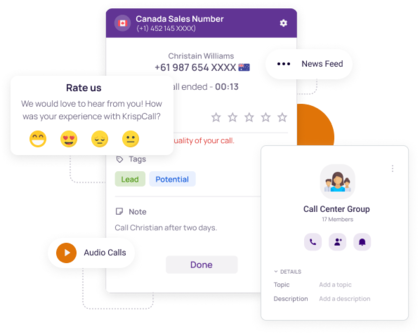 Canada Sales Number
(+1) 452 145 XXXX)
Christain Williams
+61 987 654 XXXX
News Feed
all ended - 00:13
Rate us
We would love to hear from you! How
was your experience with KrispCall?
uality of your call.
Tags
Lead
Potential
Note
Call Christian after two days.
Audio Calls
Done
Call Center Group
17 Members
DETAILS
Topic
Add a topic
Description
Add a description